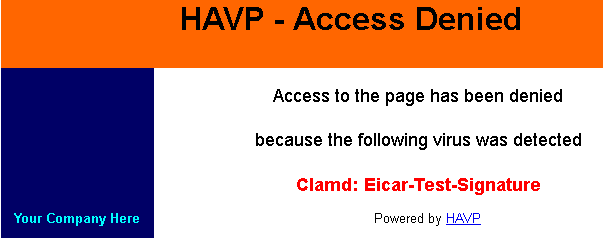 HAVP - Access Denied
Access to the page has been denied
because the following virus was detected
Clamd: Eicar-Test-Signature
Your Company Here
Powered by HAVP